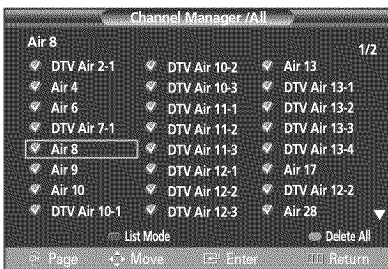 Channel Manager /All
Air 8
1/2
DTV Air 2-1 DTV Air 10-2 Air 13
Air 4 DTV Air 10-3 DTV Air 13-1
Air 6 DTV Air 11-1 DTV Air 13-2
DTV Air 7-1 DTV Air 11-2 DTV Air 13-3
Air 8 DTV Air 11-3 DTV Air 13-4
Air 9 DTV Air 12-1 Air 17
Air 10 DTV Air 12-2 DTV Air 12-2
DTV Air 10-1 DTV Air 12-3 Air 28
List Mode Delete All
CH Page Move Enter Return